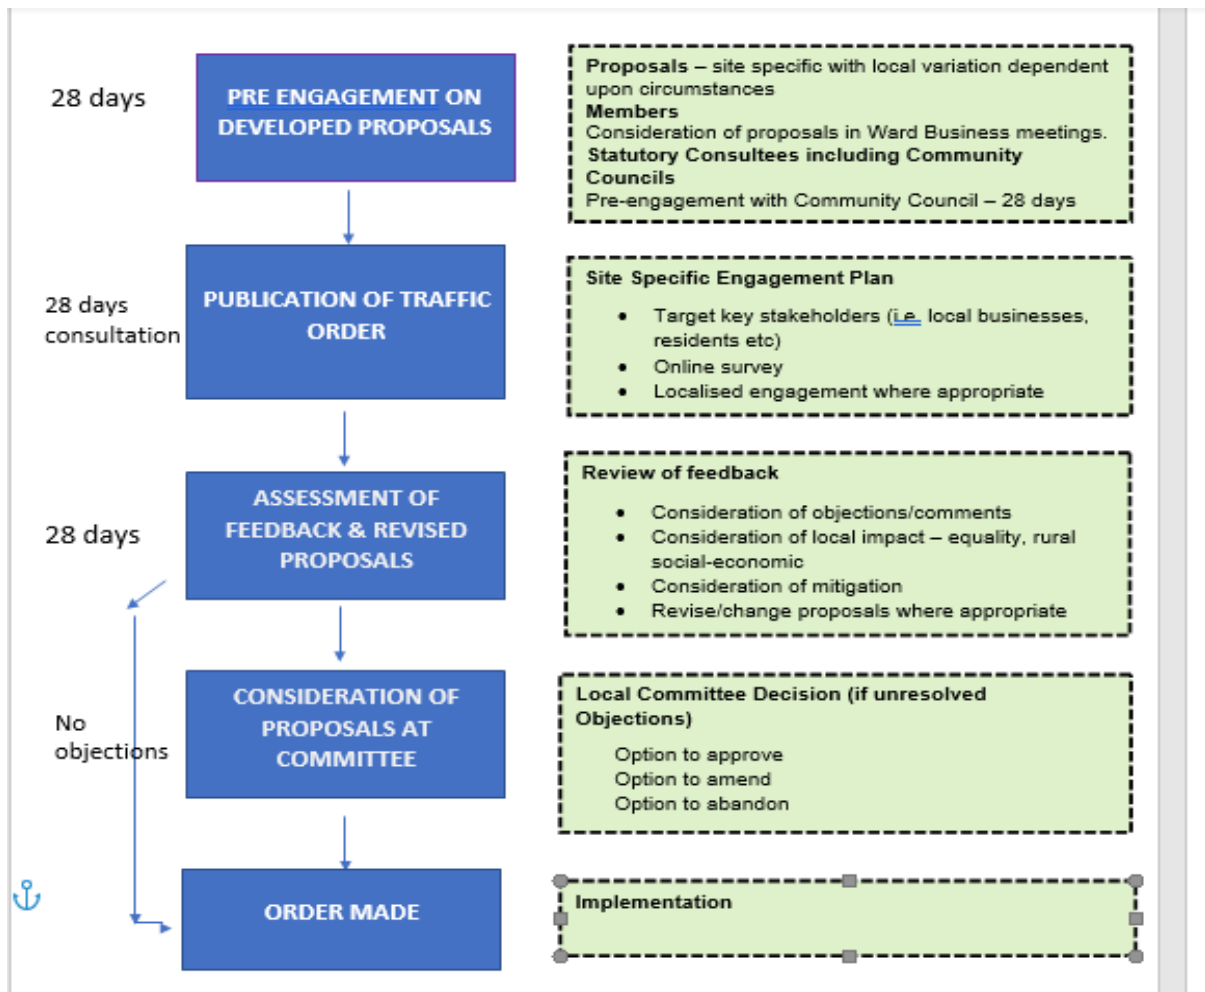 28 days
PRE ENGAGEMENT ON
DEVELOPED PROPOSALS
Proposals – site specific with local variation dependent
upon circumstances
Members
Consideration of proposals in Ward Business meetings.
Statutory Consultees including Community
Councils
Pre-engagement with Community Council – 28 days
28 days
consultation
PUBLICATION OF TRAFFIC
ORDER
Site Specific Engagement Plan
• Target key stakeholders (i.e. local businesses,
residents etc)
• Online survey
• Localised engagement where appropriate
28 days
ASSESSMENT OF
FEEDBACK & REVISED
PROPOSALS
Review of feedback
• Consideration of objections/comments
• Consideration of local impact – equality, rural
social-economic
• Consideration of mitigation
• Revise/change proposals where appropriate
No
objections
CONSIDERATION OF
PROPOSALS AT
COMMITTEE
Local Committee Decision (if unresolved
Objections)
Option to approve
Option to amend
Option to abandon
ORDER MADE
Implementation